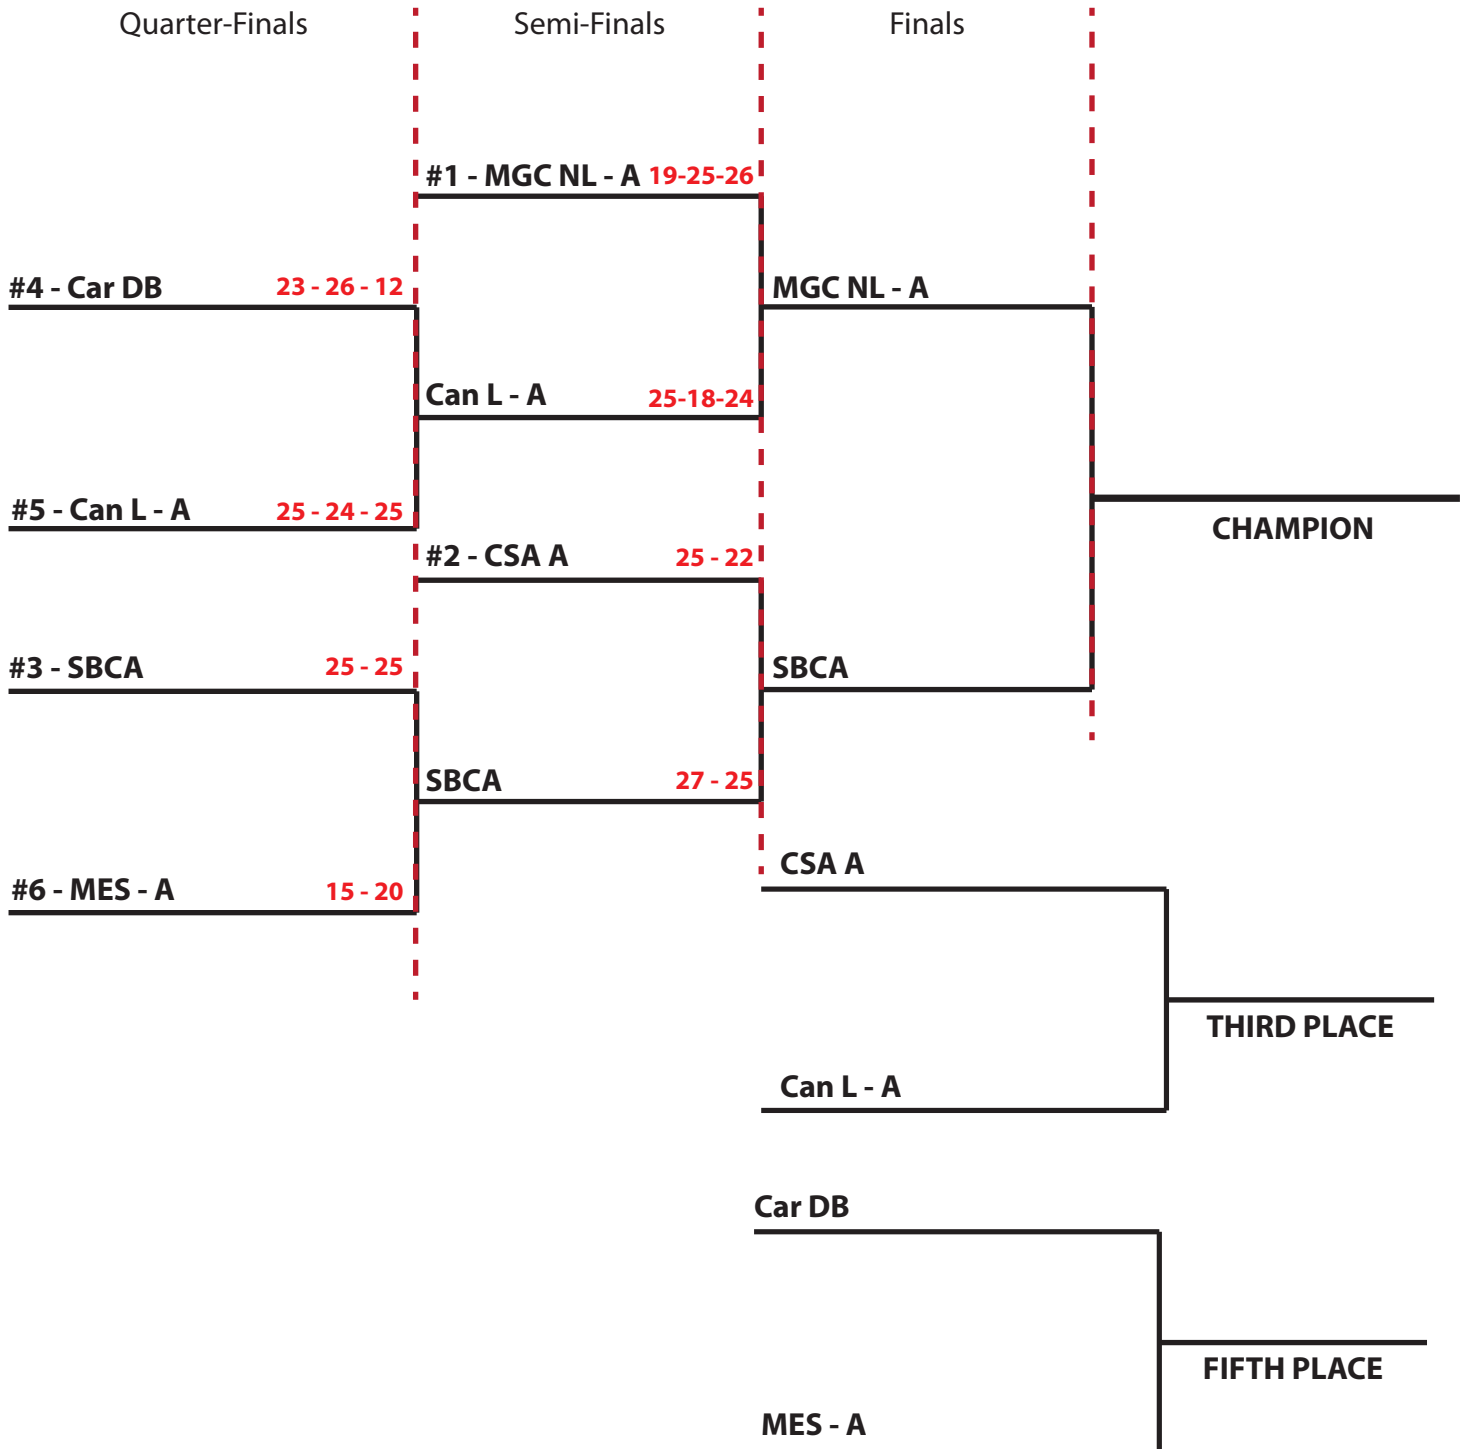 Quarter-Finals
Semi-Finals
Finals
#1 - MGC NL - A 19-25-26
#4 - Car DB 23 - 26 - 12
MGC NL - A
Can L - A 25-18-24
#5 - Can L - A 25 - 24 - 25
CHAMPION
#2 - CSA A 25 - 22
#3 - SBCA 25 - 25
SBCA
SBCA 27 - 25
CSA A
#6 - MES - A 15 - 20
THIRD PLACE
Can L - A
Car DB
FIFTH PLACE
MES - A